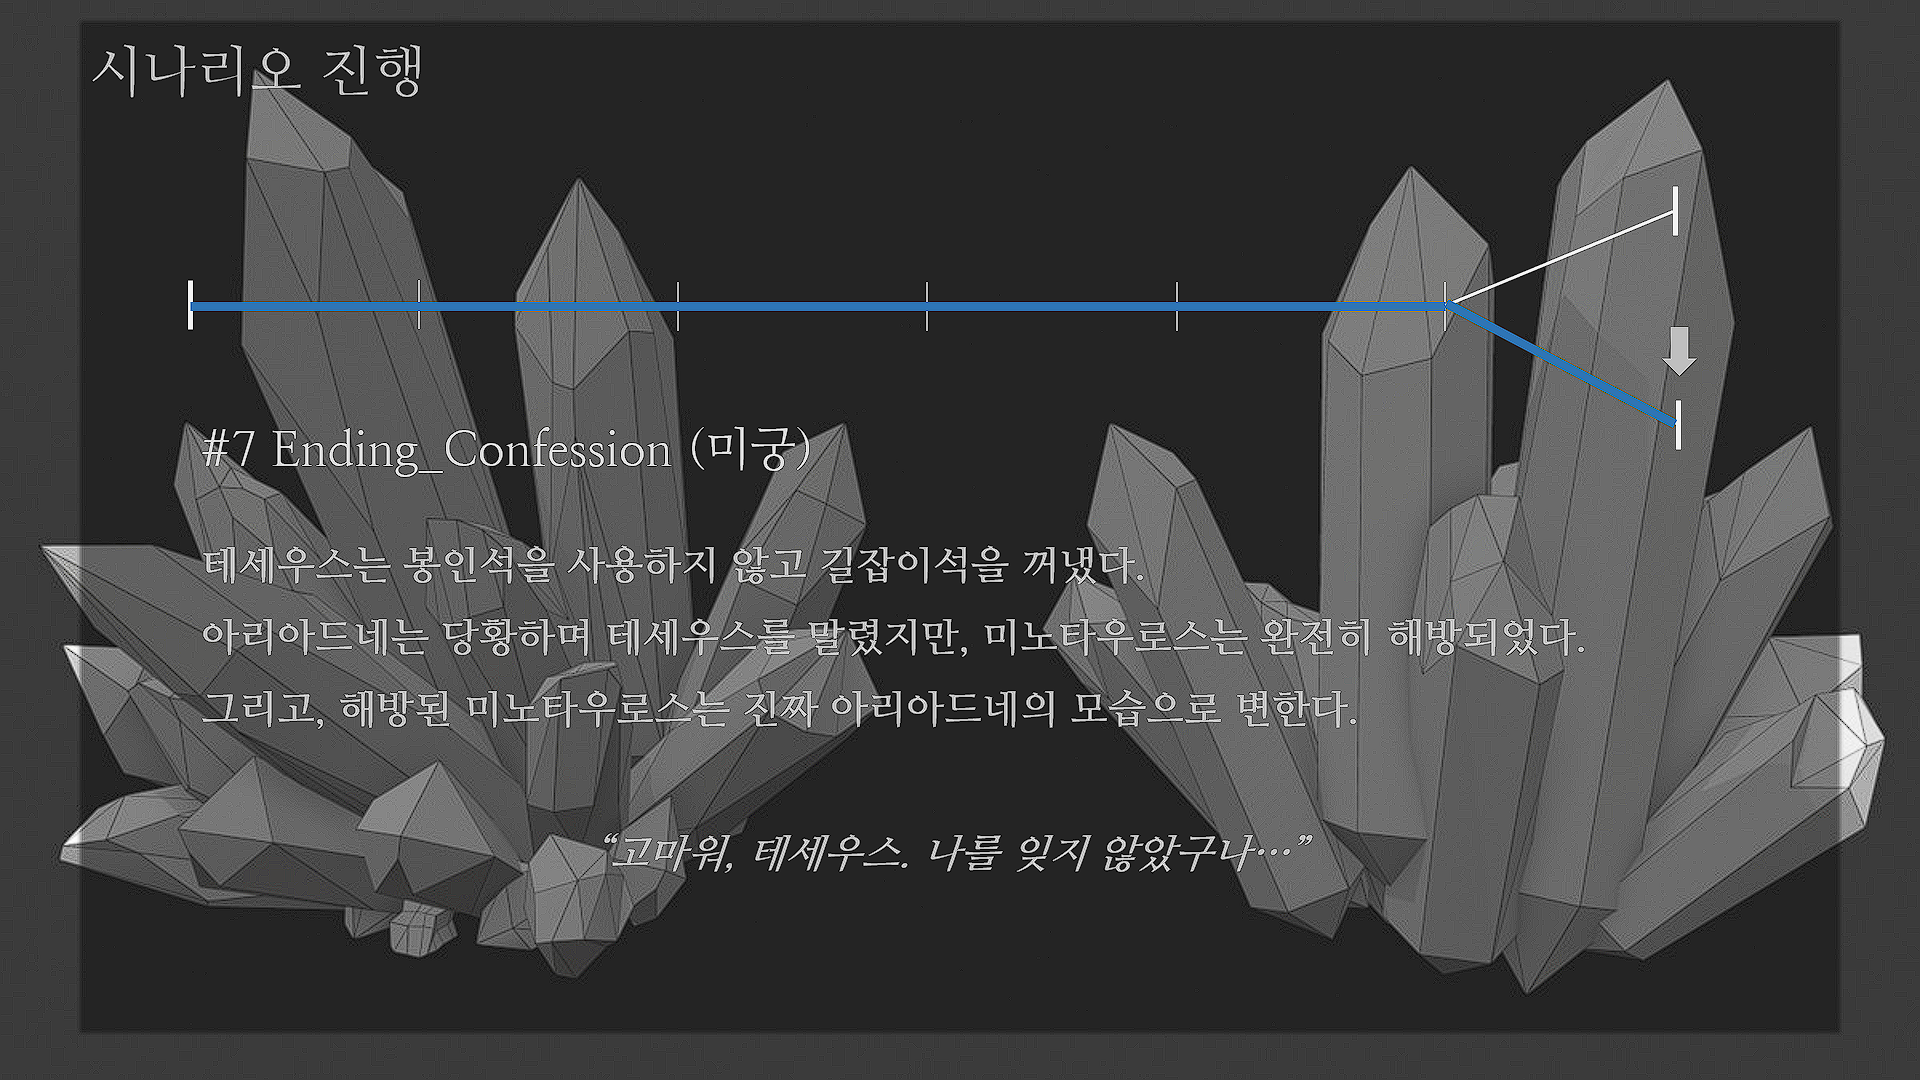 시나리오 진행
#7 Ending_Confession (미궁)
테세우스는 봉인석을 사용하지 않고 길잡이석을 꺼냈다.
아리아드네는 당황하며 테세우스를 말렸지만, 미노타우로스는 완전히 해방되었다.
그리고, 해방된 미노타우로스는 진짜 아리아드네의 모습으로 변한다.
“고마워, 테세우스. 나를 잊지 않았구나…”